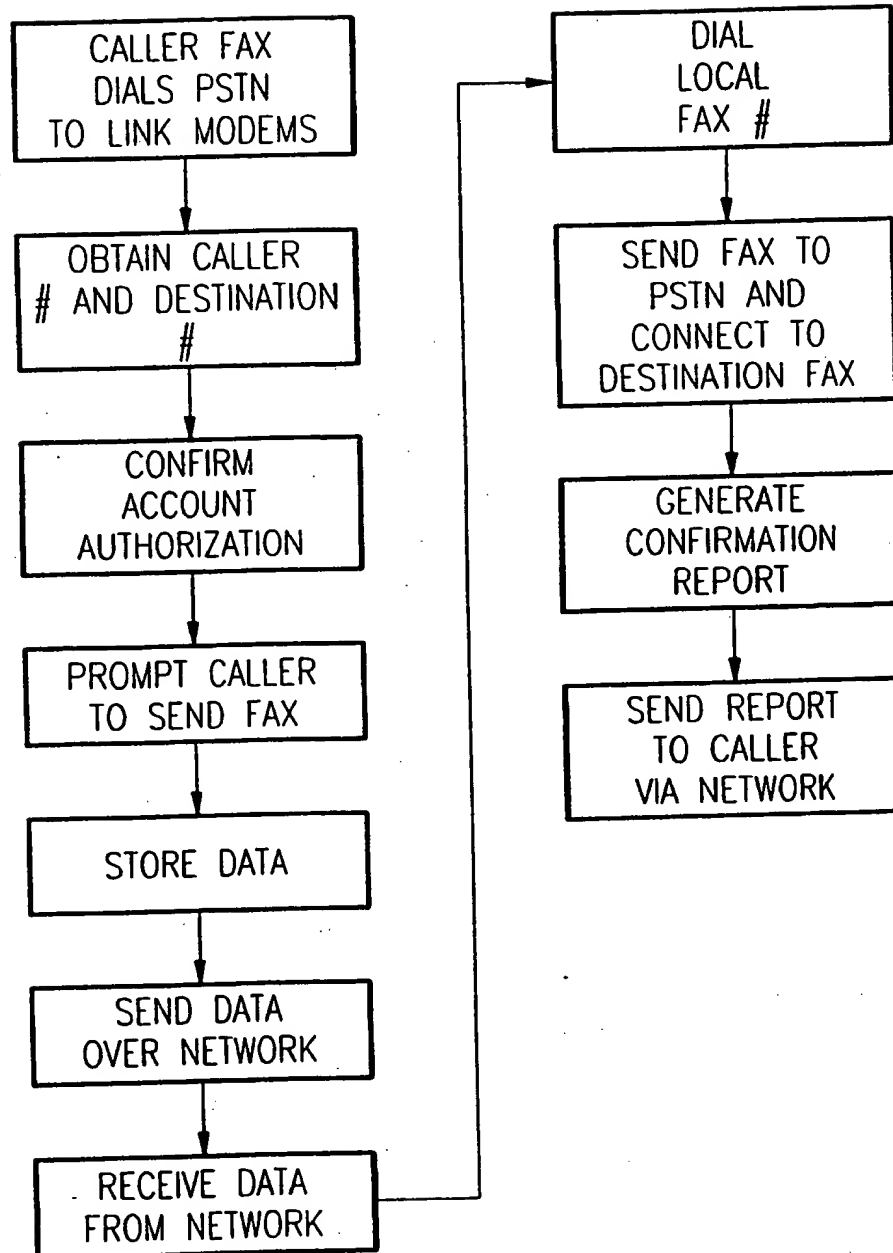 CALLER FAX
DIALS PSTN
TO LINK MODEMS
OBTAIN CALLER
# AND DESTINATION
#
CONFIRM
ACCOUNT
AUTHORIZATION
PROMPT CALLER
TO SEND FAX
STORE DATA
SEND DATA
OVER NETWORK
RECEIVE DATA
FROM NETWORK
DIAL
LOCAL
FAX #
SEND FAX TO
PSTN AND
CONNECT TO
DESTINATION FAX
GENERATE
CONFIRMATION
REPORT
SEND REPORT
TO CALLER
VIA NETWORK